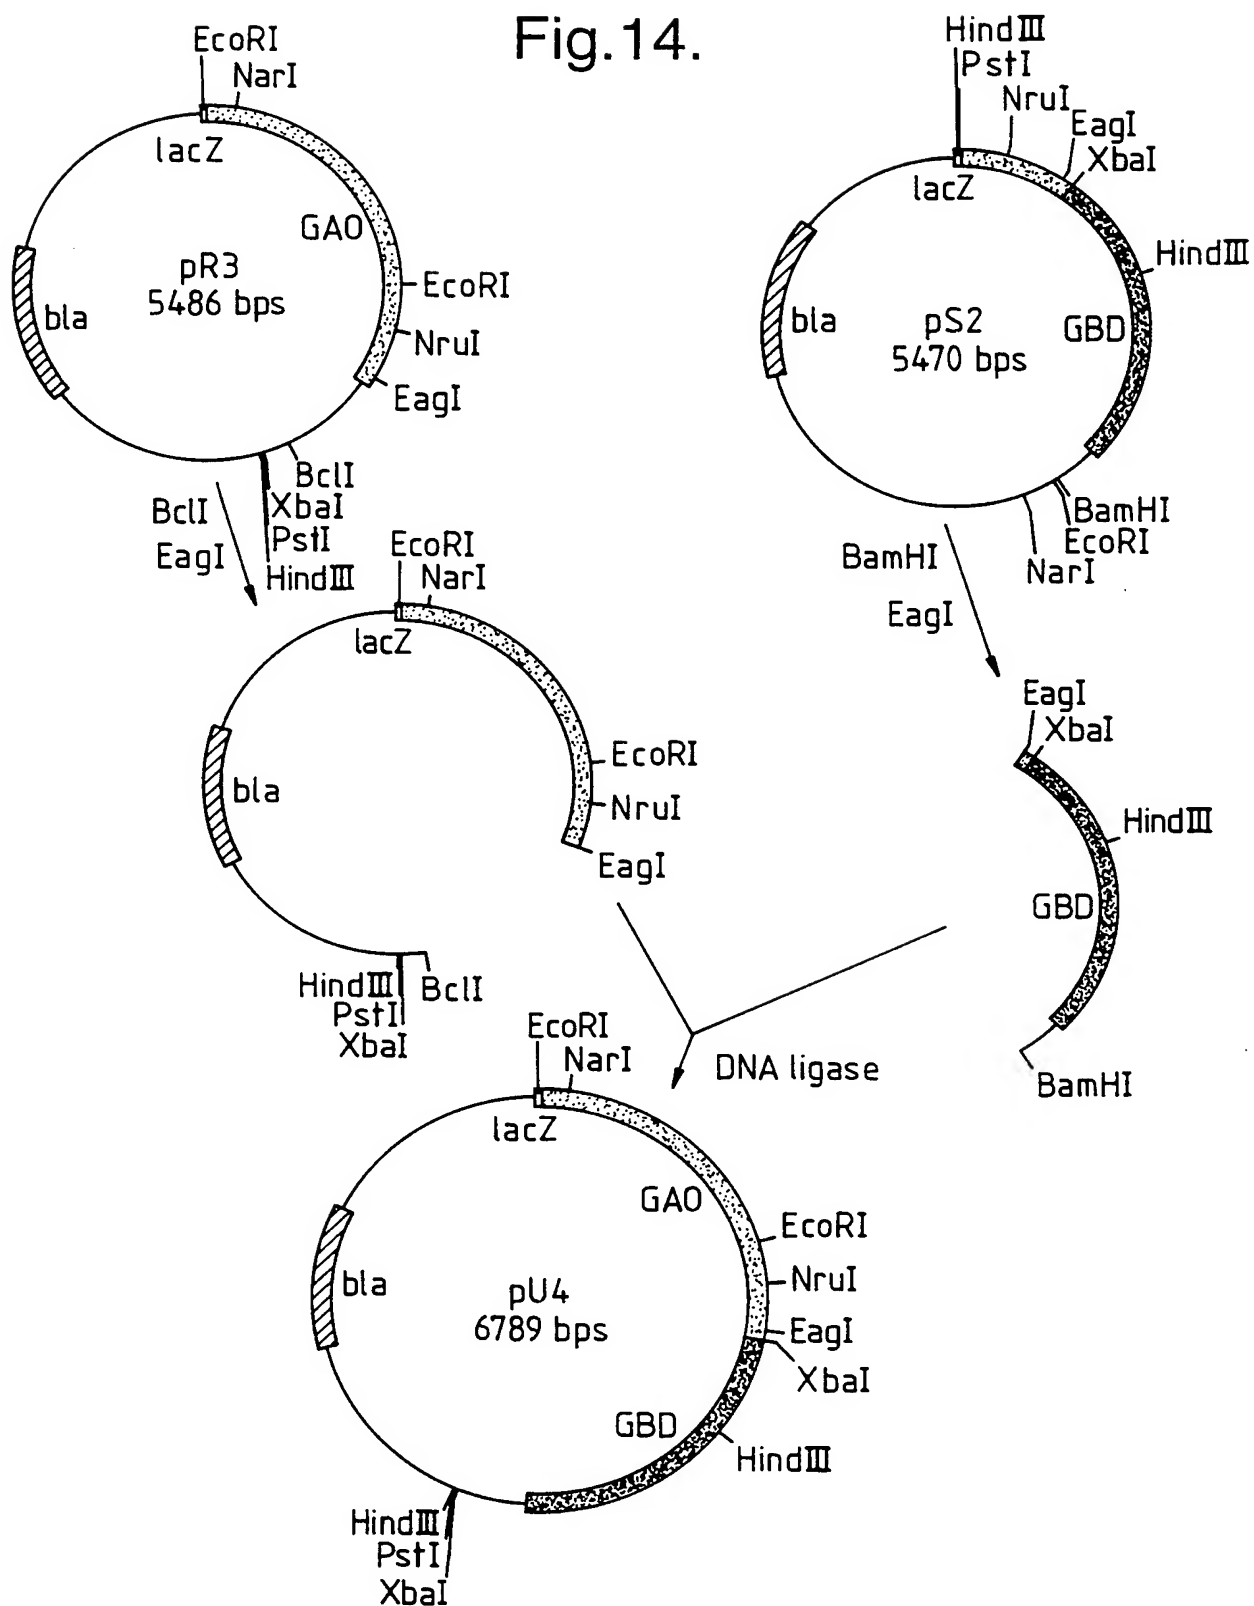 Fig.14.
EcoRI
NarI
lacZ
GAO
pR3
5486 bps
bla
EcoRI
NruI
EagI
BclI
XbaI
PstI
HindⅢ
HindⅢ
PstI
NruI
EagI
XbaI
lacZ
HindⅢ
bla
pS2
5470 bps
GBD
BamHI
EcoRI
NarI
BclI
EagI
BamHI
EagI
EcoRI
NarI
lacZ
bla
EcoRI
NruI
EagI
HindⅢ
PstI
XbaI
BclI
EagI
XbaI
HindⅢ
GBD
BamHI
DNA ligase
EcoRI
NarI
lacZ
GAO
EcoRI
bla
pU4
6789 bps
NruI
EagI
XbaI
GBD
HindⅢ
HindⅢ
PstI
XbaI